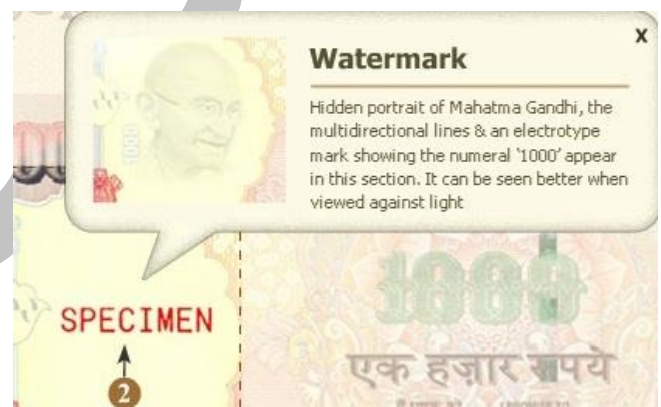 x
Watermark
Hidden portrait of Mahatma Gandhi, the
multidirectional lines & an electrotype
mark showing the numeral ‘1000’ appear
in this section. It can be seen better when
viewed against light
1000
1000
SPECIMEN
एक हज़ार रुपये
2